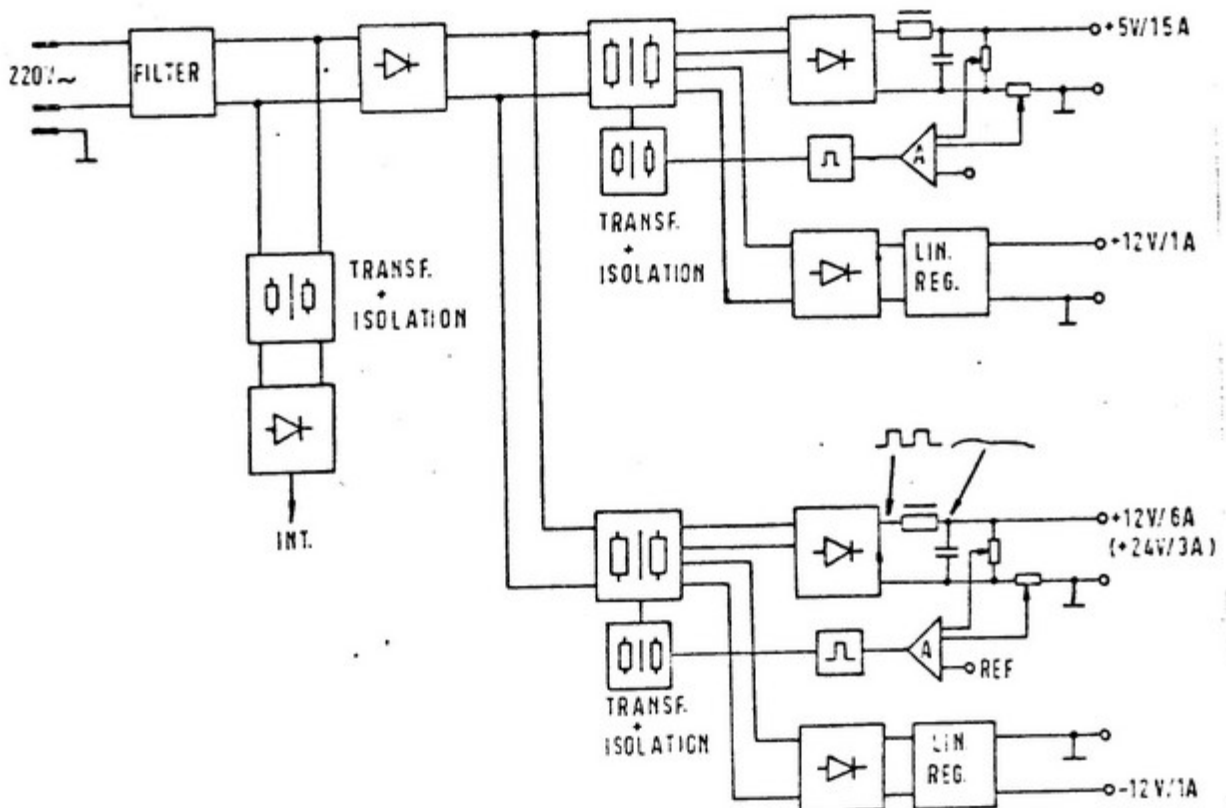 220V~
FILTER
+5V/15A
A
TRANSF.
+
ISOLATION
+12V/1A
LIN.
REG.
TRANSF.
+
ISOLATION
INT.
+12V/6A
(+24V/3A)
A
REF
TRANSF.
+
ISOLATION
LIN.
REG.
-12V/1A